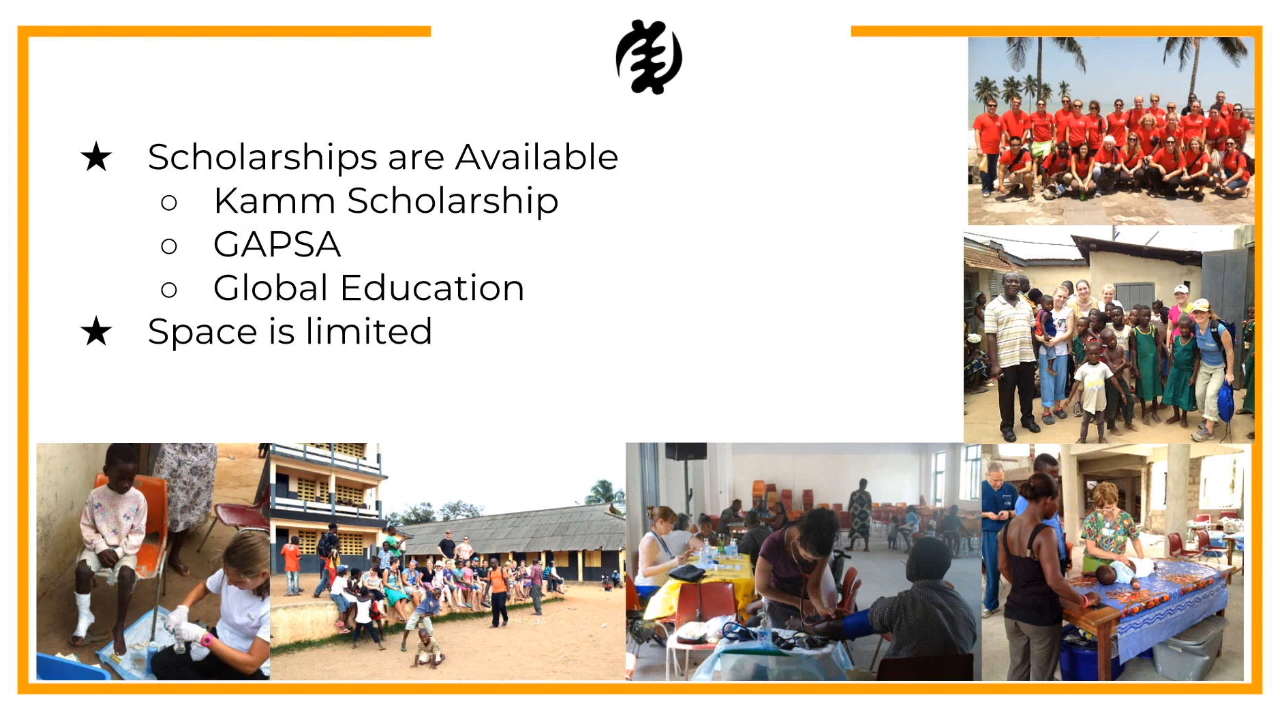 ★ Scholarships are Available
○ Kamm Scholarship
○ GAPSA
○ Global Education
★ Space is limited